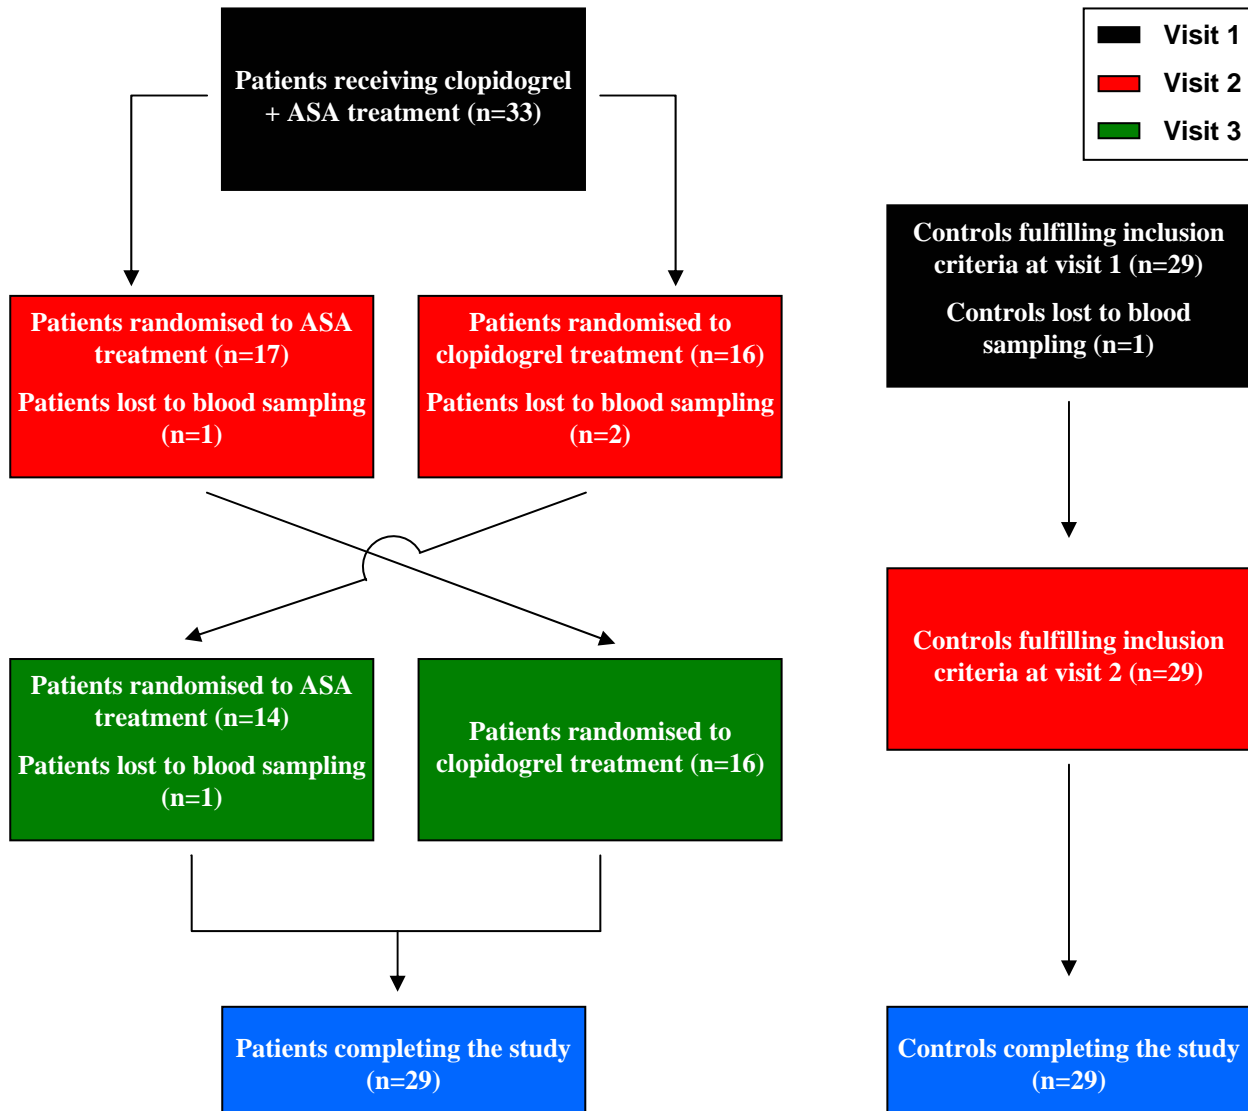 Patients receiving clopidogrel
+ ASA treatment (n=33)
Visit 1
Visit 2
Visit 3
Controls fulfilling inclusion
criteria at visit 1 (n=29)
Controls lost to blood
sampling (n=1)
Patients randomised to ASA
treatment (n=17)
Patients lost to blood sampling
(n=1)
Patients randomised to
clopidogrel treatment (n=16)
Patients lost to blood sampling
(n=2)
Controls fulfilling inclusion
criteria at visit 2 (n=29)
Patients randomised to ASA
treatment (n=14)
Patients lost to blood sampling
(n=1)
Patients randomised to
clopidogrel treatment (n=16)
Patients completing the study
(n=29)
Controls completing the study
(n=29)